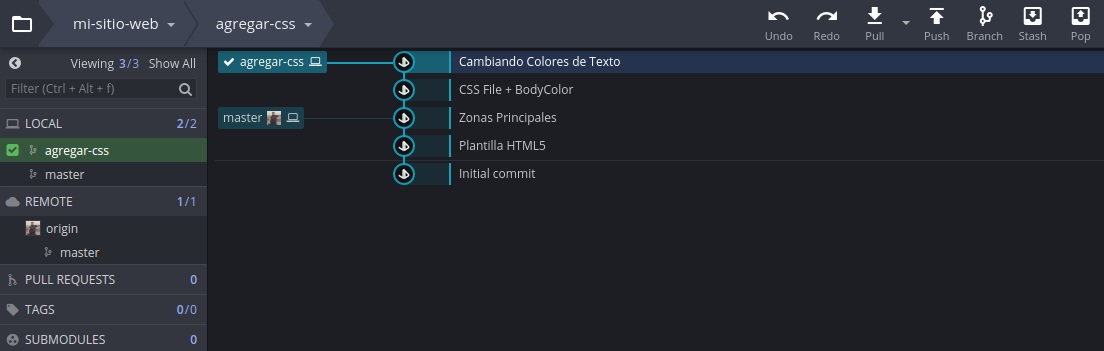 mi-sitio-web agregar-css
Undo Redo Pull Push Branch Stash Pop
Viewing 3/3 Show All
Filter (Ctrl + Alt + f)
LOCAL 2/2
agregar-css
master
REMOTE 1/1
origin
master
PULL REQUESTS 0
TAGS 0/0
SUBMODULES 0
agregar-css Cambiando Colores de Texto
CSS File + BodyColor
master Zonas Principales
Plantilla HTML5
Initial commit